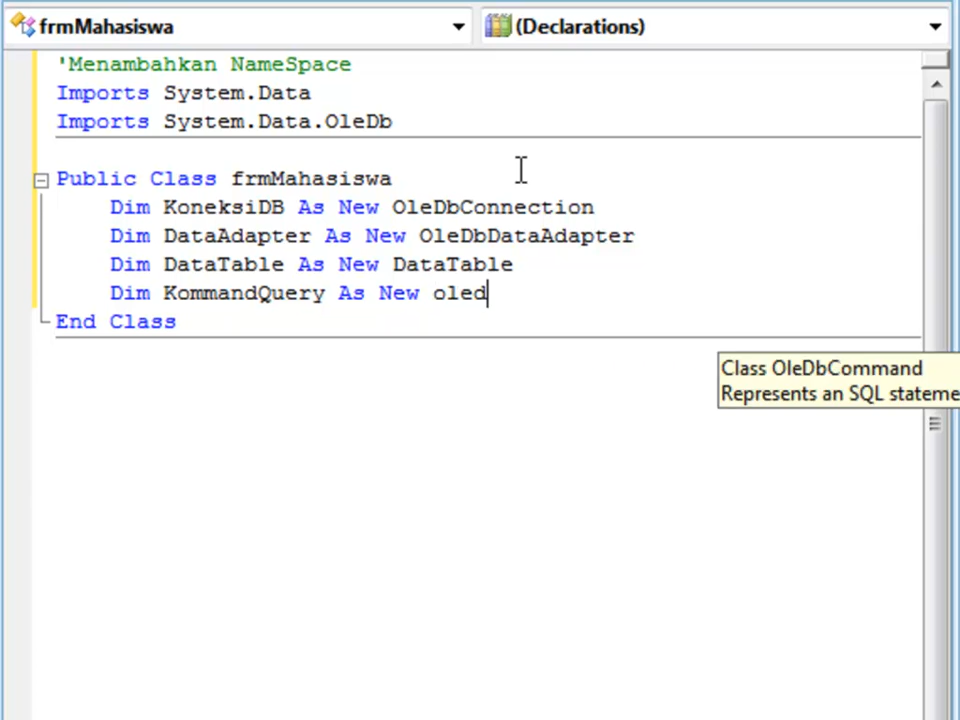 frmMahasiswa
(Declarations)
'Menambahkan NameSpace
Imports System.Data
Imports System.Data.OleDb
Public Class frmMahasiswa
Dim KoneksiDB As New OleDbConnection
Dim DataAdapter As New OleDbDataAdapter
Dim DataTable As New DataTable
Dim KommandQuery As New oled
End Class
Class OleDbCommand
Represents an SQL stateme